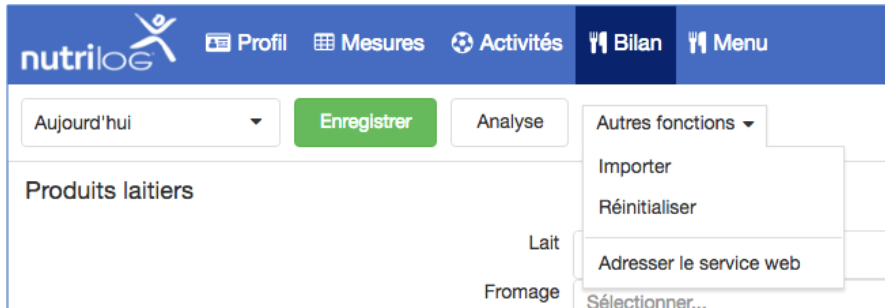 nutrilog Profil Mesures Activités Bilan Menu
Aujourd'hui Enregistrer Analyse Autres fonctions
Importer
Produits laitiers
Réinitialiser
Lait
Adresser le service web
Fromage Sélectionner...